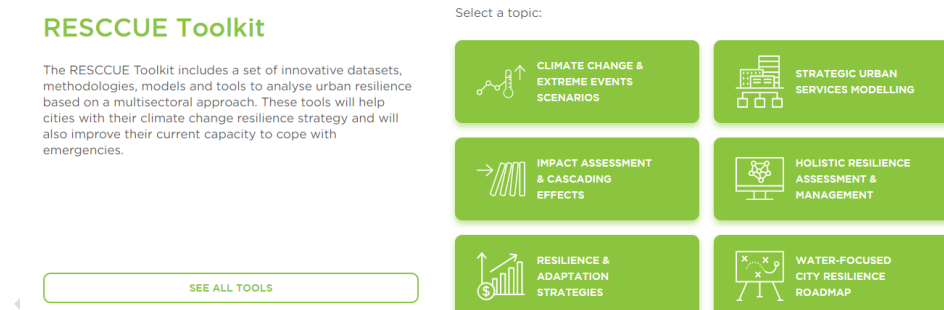 RESCCUE Toolkit
The RESCCUE Toolkit includes a set of innovative datasets,
methodologies, models and tools to analyse urban resilience
based on a multisectoral approach. These tools will help
cities with their climate change resilience strategy and will
also improve their current capacity to cope with
emergencies.
SEE ALL TOOLS
Select a topic:
CLIMATE CHANGE &
EXTREME EVENTS
SCENARIOS
STRATEGIC URBAN
SERVICES MODELLING
IMPACT ASSESSMENT
& CASCADING
EFFECTS
HOLISTIC RESILIENCE
ASSESSMENT &
MANAGEMENT
RESILIENCE &
ADAPTATION
STRATEGIES
WATER-FOCUSED
CITY RESILIENCE
ROADMAP